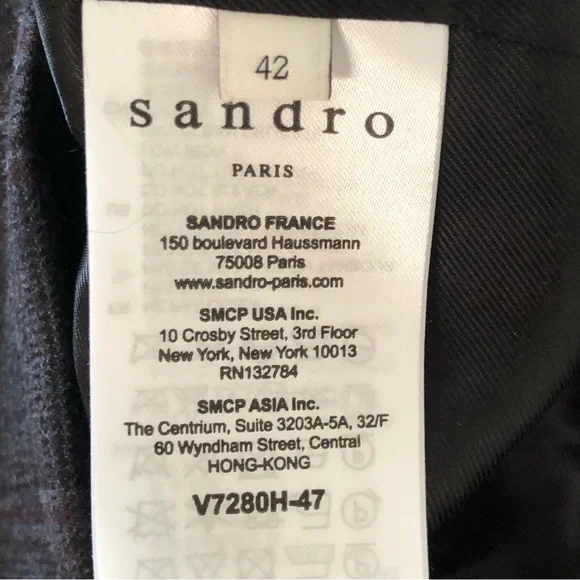 42
sandro
PARIS
SANDRO FRANCE
150 boulevard Haussmann
75008 Paris
www.sandro-paris.com
SMCP USA Inc.
10 Crosby Street, 3rd Floor
New York, New York 10013
RN132784
SMCP ASIA Inc.
The Centrium, Suite 3203A-5A, 32/F
60 Wyndham Street, Central
HONG-KONG
V7280H-47